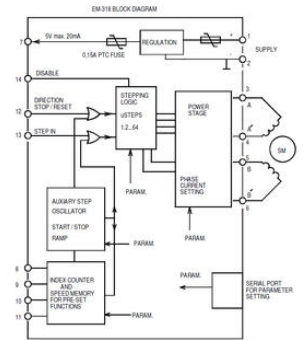 EM-318 BLOCK DIAGRAM
7
5V max. 20mA
0,15A PTC FUSE
REGULATION
+
-
1
2
SUPPLY
14
DISABLE
12
DIRECTION
STOP / RESET
13
STEP IN
STEPPING
LOGIC
uSTEPS
1.2...64
POWER
STAGE
PHASE
CURRENT
SETTING
3
A
A'
4
5
B
B'
6
SM
PARAM.
PARAM.
AUXIARY STEP
OSCILLATOR
START / STOP
RAMP
PARAM.
8
9
10
11
INDEX COUNTER
AND
SPEED MEMORY
FOR PRE-SET
FUNCTIONS
PARAM.
PARAM.
SERIAL PORT
FOR PARAMETER
SETTING